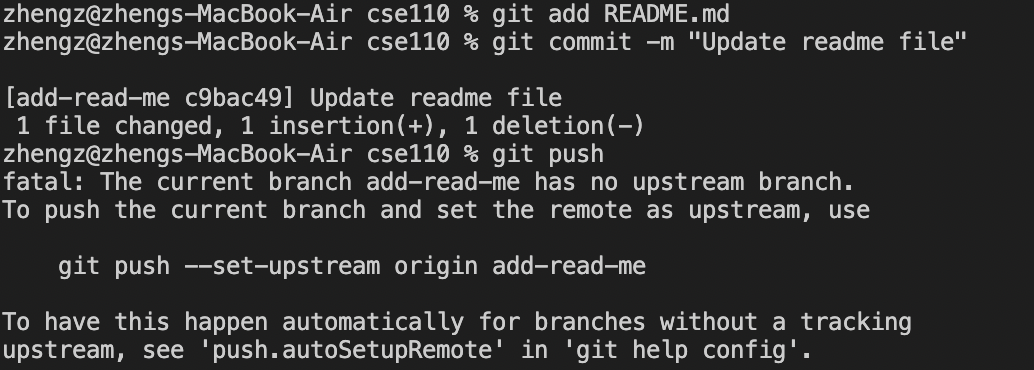 zhengz@zhengs-MacBook-Air cse110 % git add README.md
zhengz@zhengs-MacBook-Air cse110 % git commit -m "Update readme file"
[add-read-me c9bac49] Update readme file
 1 file changed, 1 insertion(+), 1 deletion(-)
zhengz@zhengs-MacBook-Air cse110 % git push
fatal: The current branch add-read-me has no upstream branch.
To push the current branch and set the remote as upstream, use
    git push --set-upstream origin add-read-me
To have this happen automatically for branches without a tracking
upstream, see 'push.autoSetupRemote' in 'git help config'.